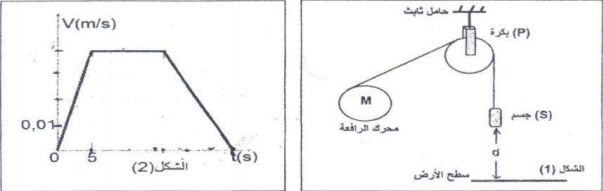 V(m/s)
0,01
0
5
t(s)
الشكل(2)
حامل ثابت
(P) بكرة
M
محرك الرافعة
(S) جسم
d
الشكل (1)
سطح الأرض